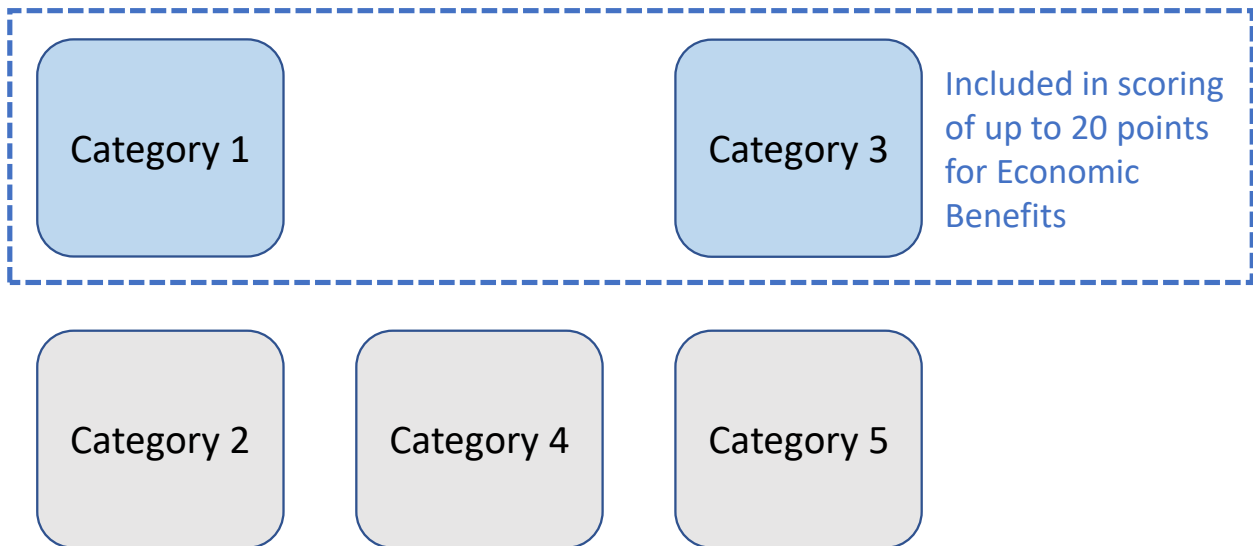 Category 1
Category 3
Included in scoring
of up to 20 points
for Economic
Benefits
Category 2
Category 4
Category 5